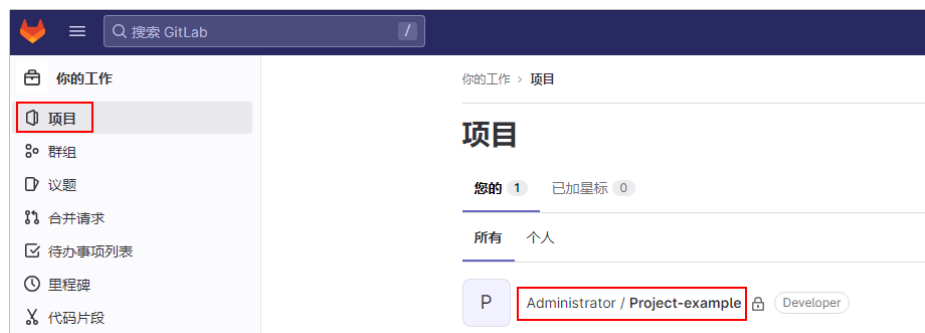 搜索 GitLab /
你的工作
项目
群组
议题
合并请求
待办事项列表
里程碑
代码片段
你的工作 › 项目
项目
您的 1 已加星标 0
所有 个人
P Administrator / Project-example Developer